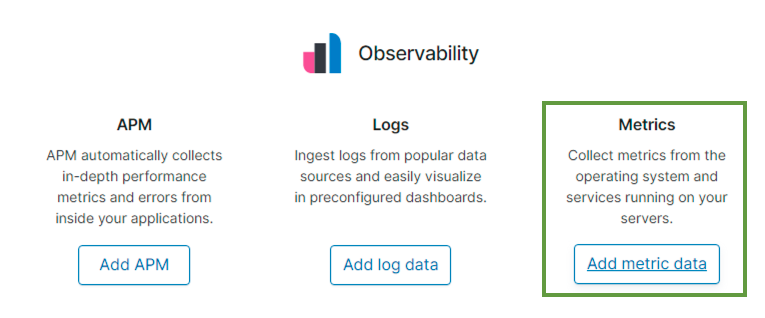 Observability
APM
APM automatically collects
in-depth performance
metrics and errors from
inside your applications.
Add APM
Logs
Ingest logs from popular data
sources and easily visualize
in preconfigured dashboards.
Add log data
Metrics
Collect metrics from the
operating system and
services running on your
servers.
Add metric data